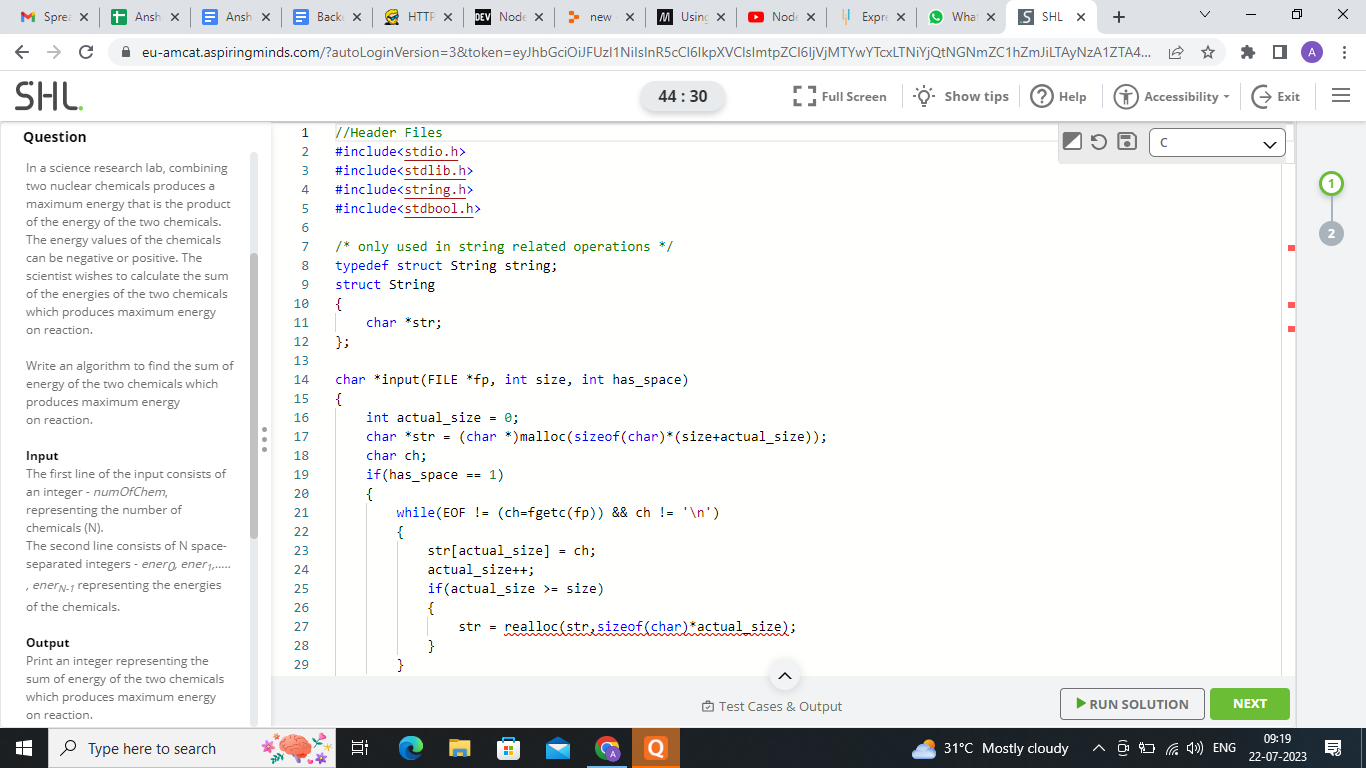 Sprea
Ansh
Ansh
Backu
HTTP
DEV Node
new
M Using
Node
Expre
What
SHL
eu-amcat.aspiringminds.com/?autoLoginVersion=3&token=
A
SHL.
44 : 30
Full Screen
Show tips
Help
Accessibility
Exit
Question
In a science research lab, combining
two nuclear chemicals produces a
maximum energy that is the product
of the energy of the two chemicals.
The energy values of the chemicals
can be negative or positive. The
scientist wishes to calculate the sum
of the energies of the two chemicals
which produces maximum energy
on reaction.
Write an algorithm to find the sum of
energy of the two chemicals which
produces maximum energy
on reaction.
Input
The first line of the input consists of
an integer - numOfChem,
representing the number of
chemicals (N).
The second line consists of N space-
separated integers - ener0, ener1,.....
, enerN-1 representing the energies
of the chemicals.
Output
Print an integer representing the
sum of energy of the two chemicals
which produces maximum energy
on reaction.
C
1 //Header Files
2 #include<stdio.h>
3 #include<stdlib.h>
4 #include<string.h>
5 #include<stdbool.h>
6
7 /* only used in string related operations */
8 typedef struct String string;
9 struct String
10 {
11 char *str;
12 };
13
14 char *input(FILE *fp, int size, int has_space)
15 {
16 int actual_size = 0;
17 char *str = (char *)malloc(sizeof(char)*(size+actual_size));
18 char ch;
19 if(has_space == 1)
20 {
21 while(EOF != (ch=fgetc(fp)) && ch != '\n')
22 {
23 str[actual_size] = ch;
24 actual_size++;
25 if(actual_size >= size)
26 {
27 str = realloc(str,sizeof(char)*actual_size);
28 }
29 }
1
2
Test Cases & Output
RUN SOLUTION
NEXT
Type here to search
A
Q
31°C Mostly cloudy
ENG
09:19
22-07-2023